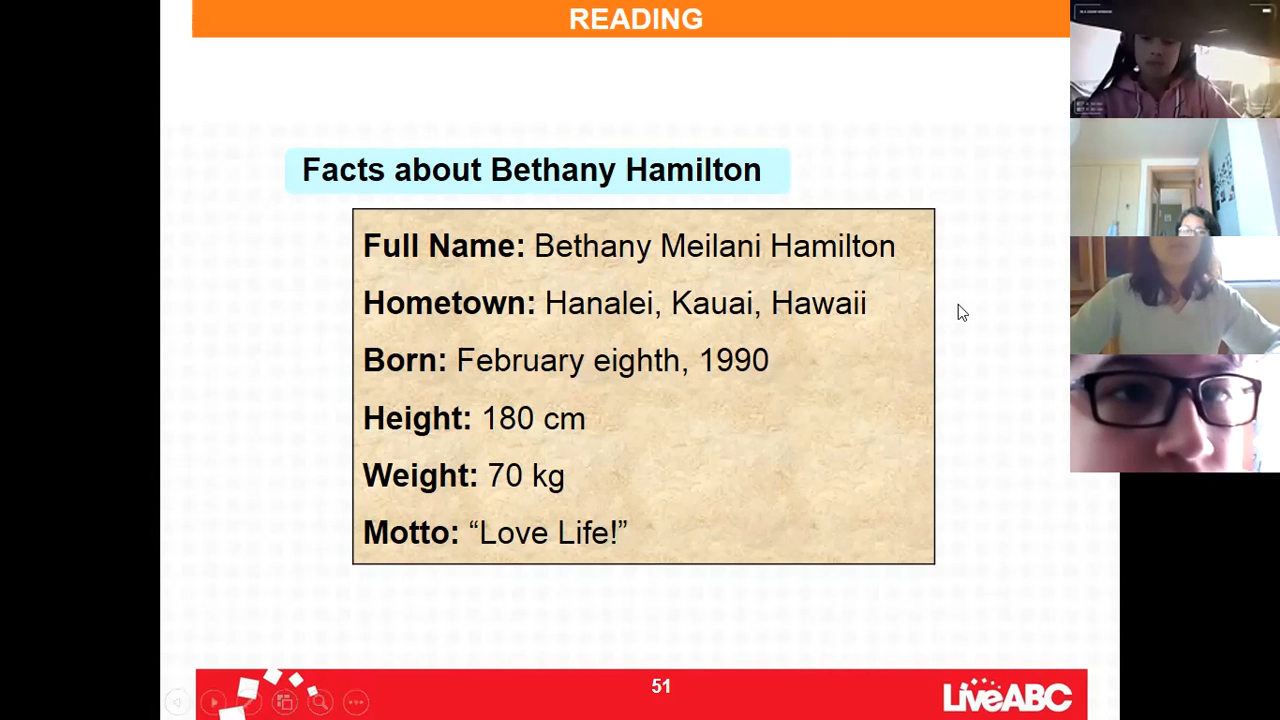 READING
Facts about Bethany Hamilton
Full Name: Bethany Meilani Hamilton
Hometown: Hanalei, Kauai, Hawaii
Born: February eighth, 1990
Height: 180 cm
Weight: 70 kg
Motto: “Love Life!”
51
LiveABC